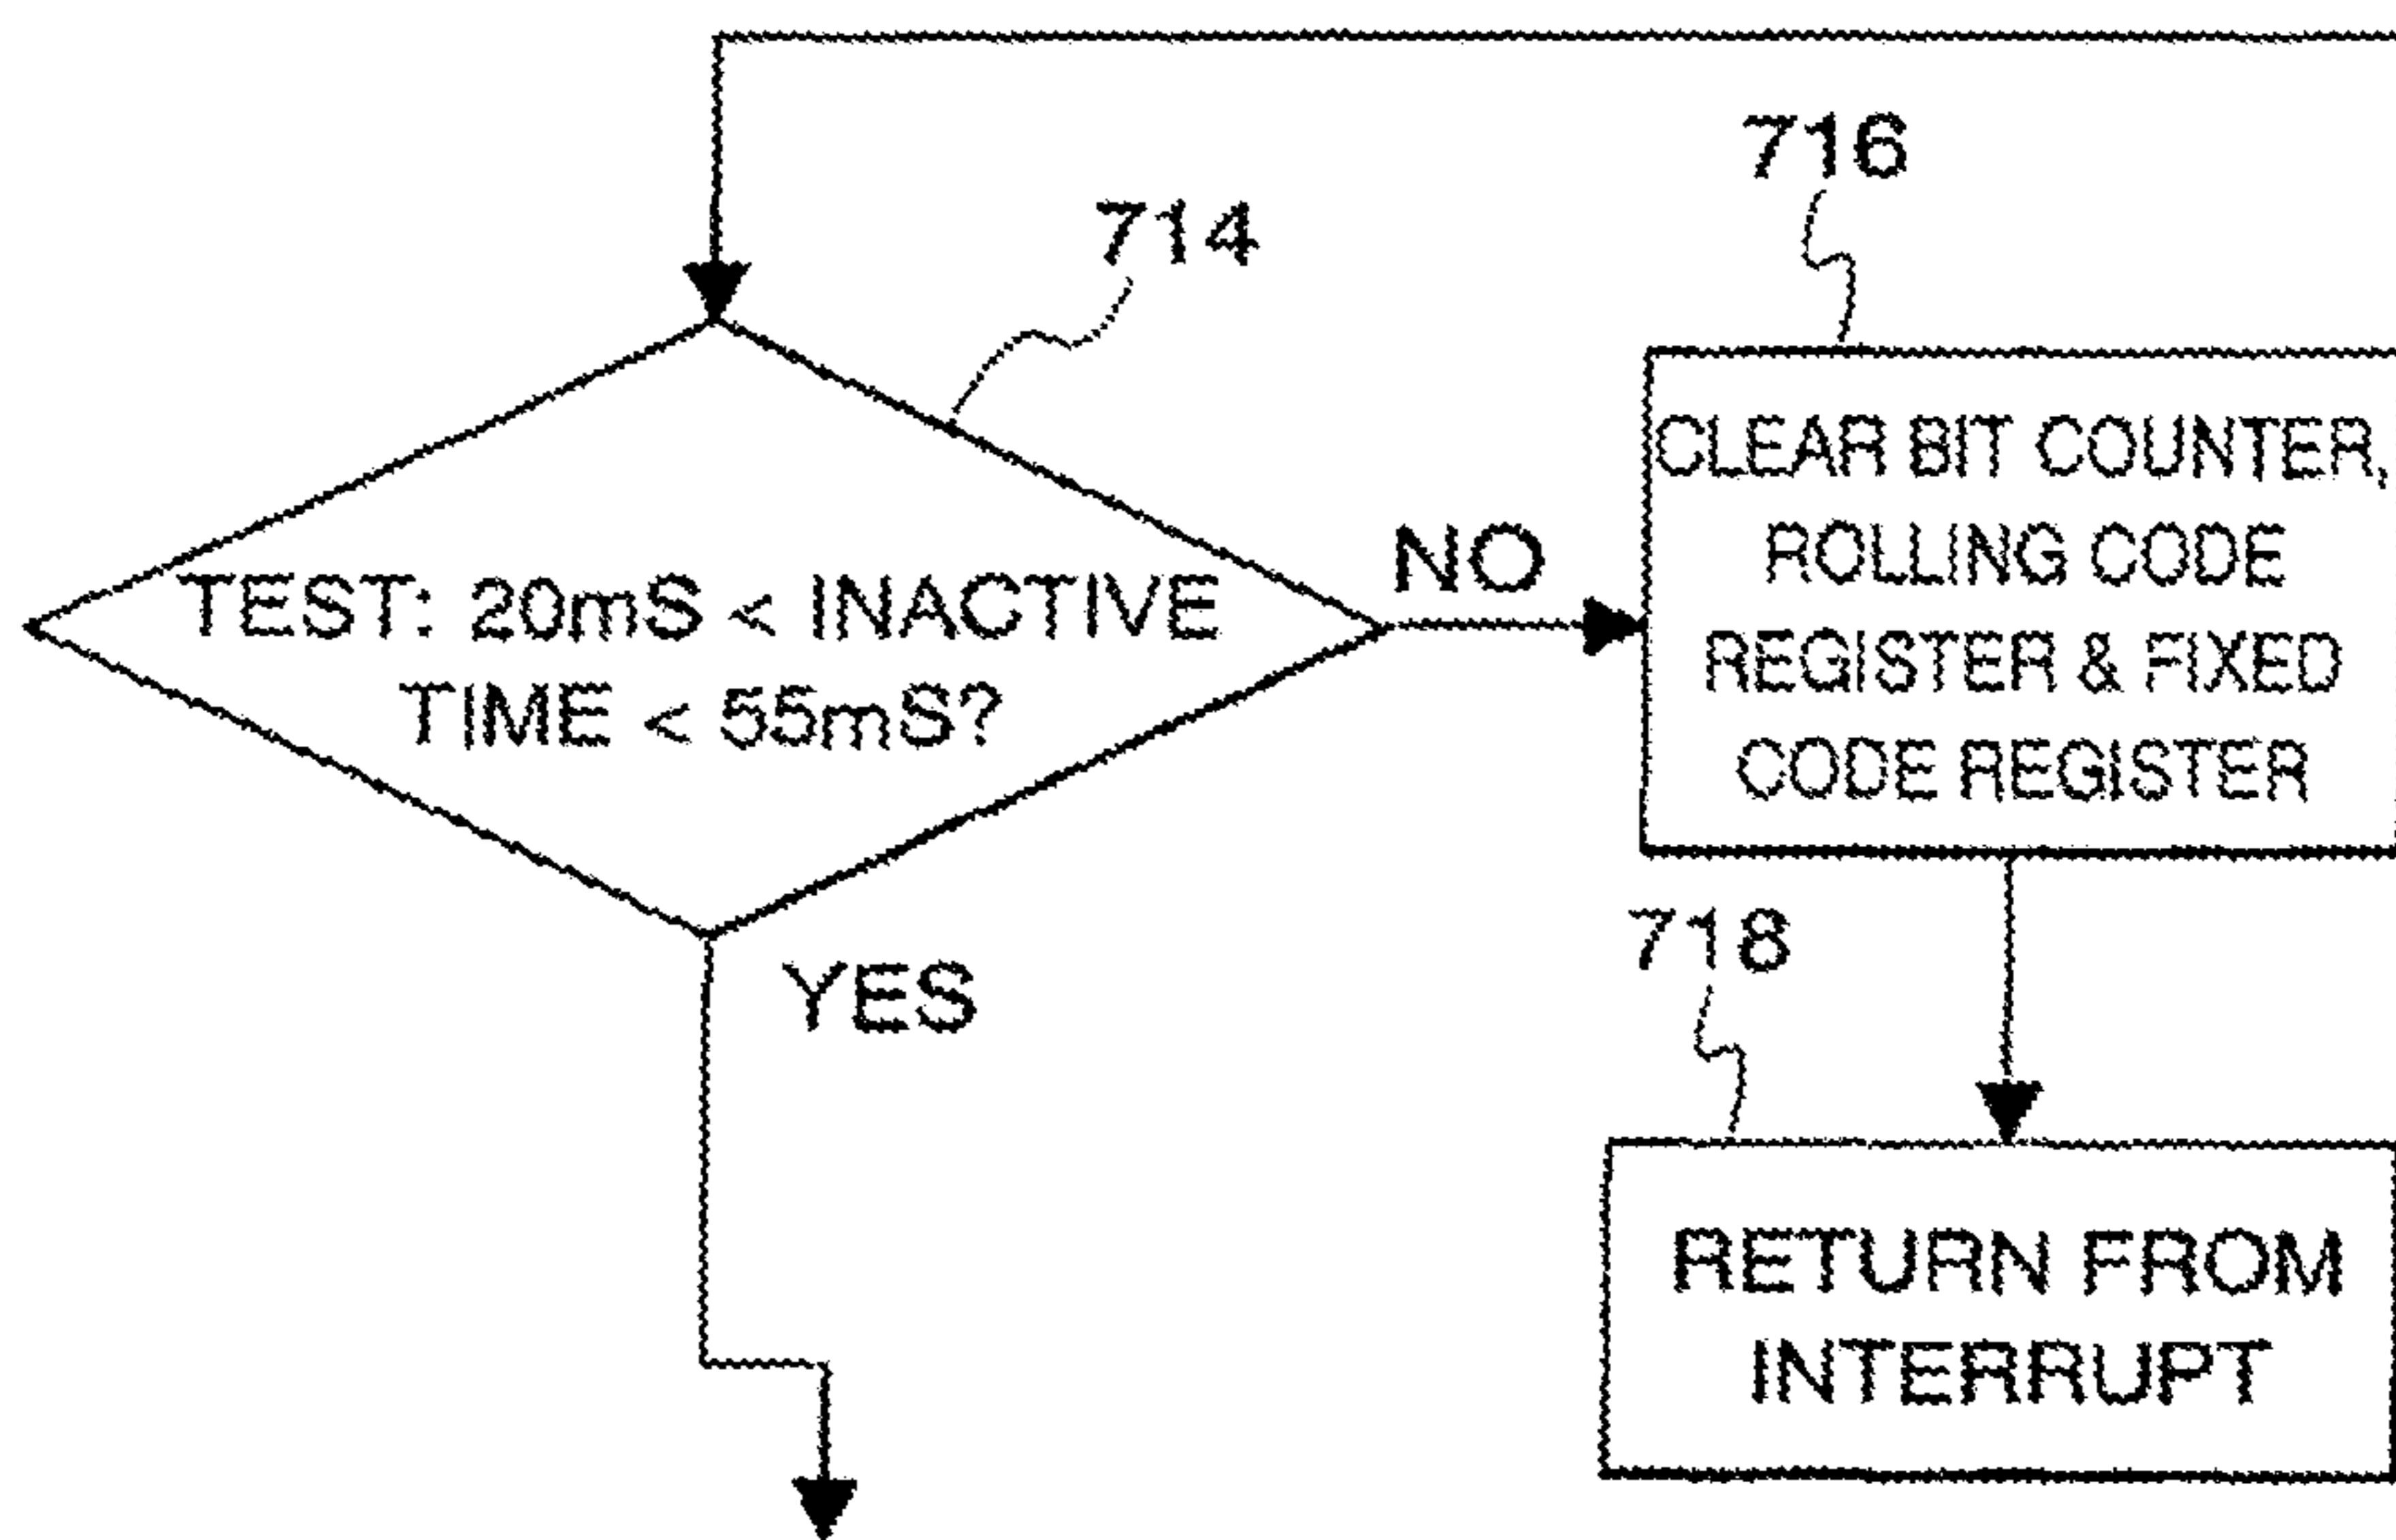 716
714
CLEAR BIT COUNTER,
ROLLING CODE
REGISTER & FIXED
CODE REGISTER
NO
TEST: 20mS < INACTIVE
TIME < 55mS?
YES
718
RETURN FROM
INTERRUPT